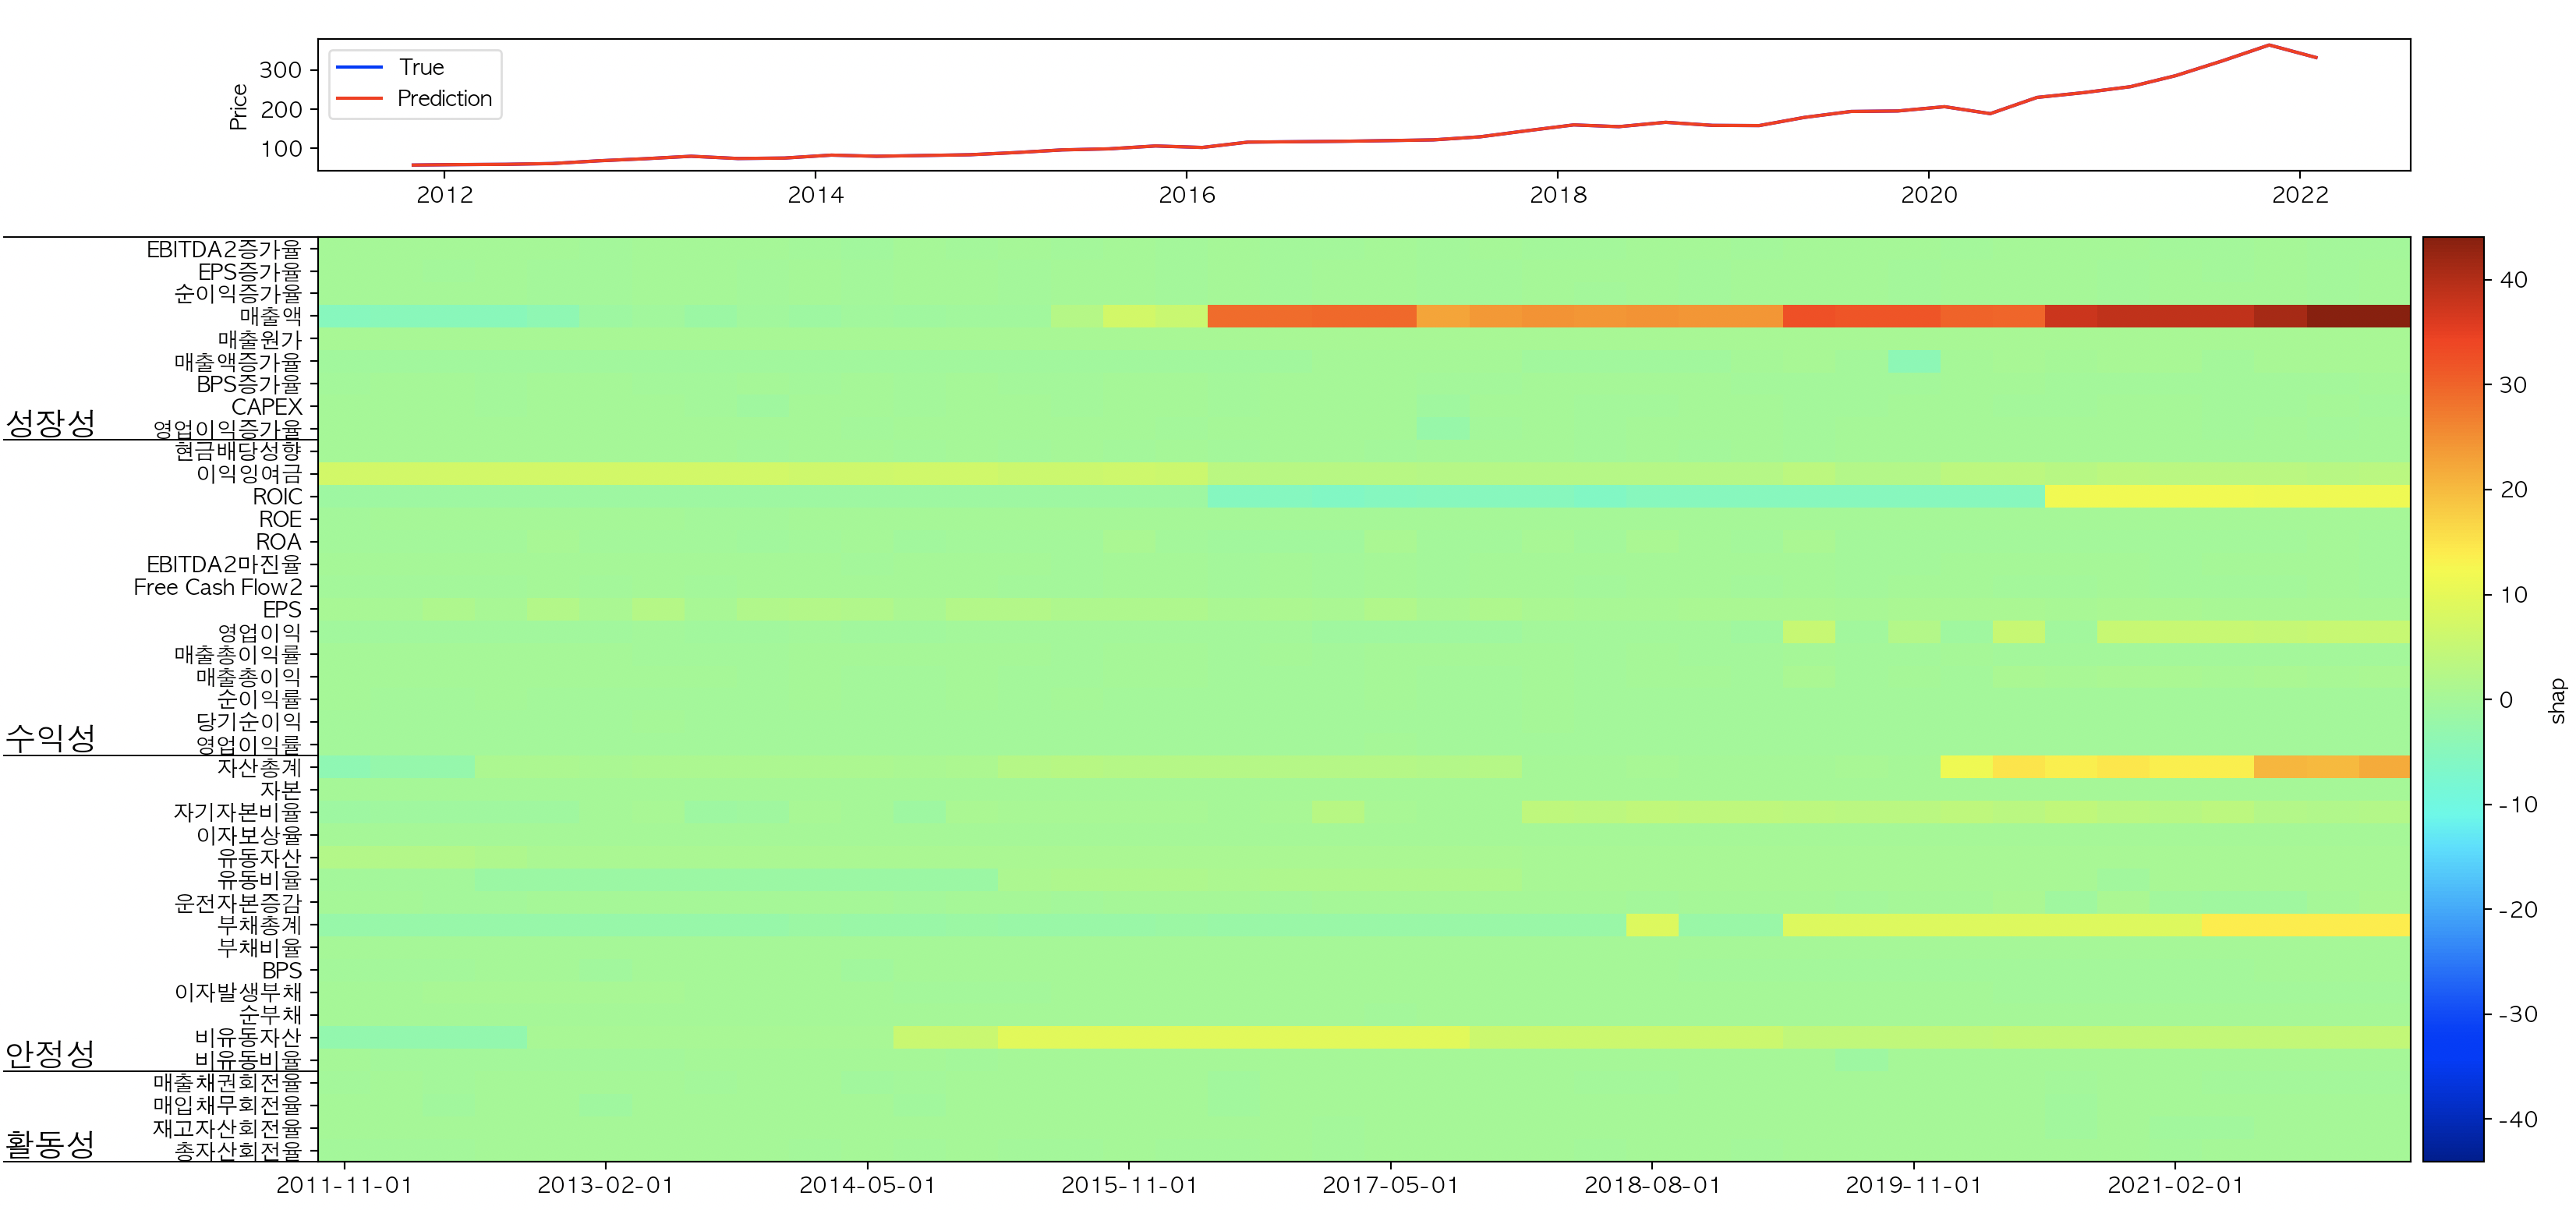 True
Prediction
Price
300
200
100
2012
2014
2016
2018
2020
2022
EBITDA2증가율
EPS증가율
순이익증가율
매출액
매출원가
매출액증가율
BPS증가율
CAPEX
성장성
영업이익증가율
현금배당성향
이익잉여금
ROIC
ROE
ROA
EBITDA2마진율
Free Cash Flow2
EPS
영업이익
매출총이익률
매출총이익
순이익률
당기순이익
수익성
영업이익률
자산총계
자본
자기자본비율
이자보상율
유동자산
유동비율
운전자본증감
부채총계
부채비율
BPS
이자발생부채
순부채
비유동자산
안정성
비유동비율
매출채권회전율
매입채무회전율
재고자산회전율
활동성
총자산회전율
2011-11-01
2013-02-01
2014-05-01
2015-11-01
2017-05-01
2018-08-01
2019-11-01
2021-02-01
40
30
20
10
0
-10
-20
-30
-40
shap